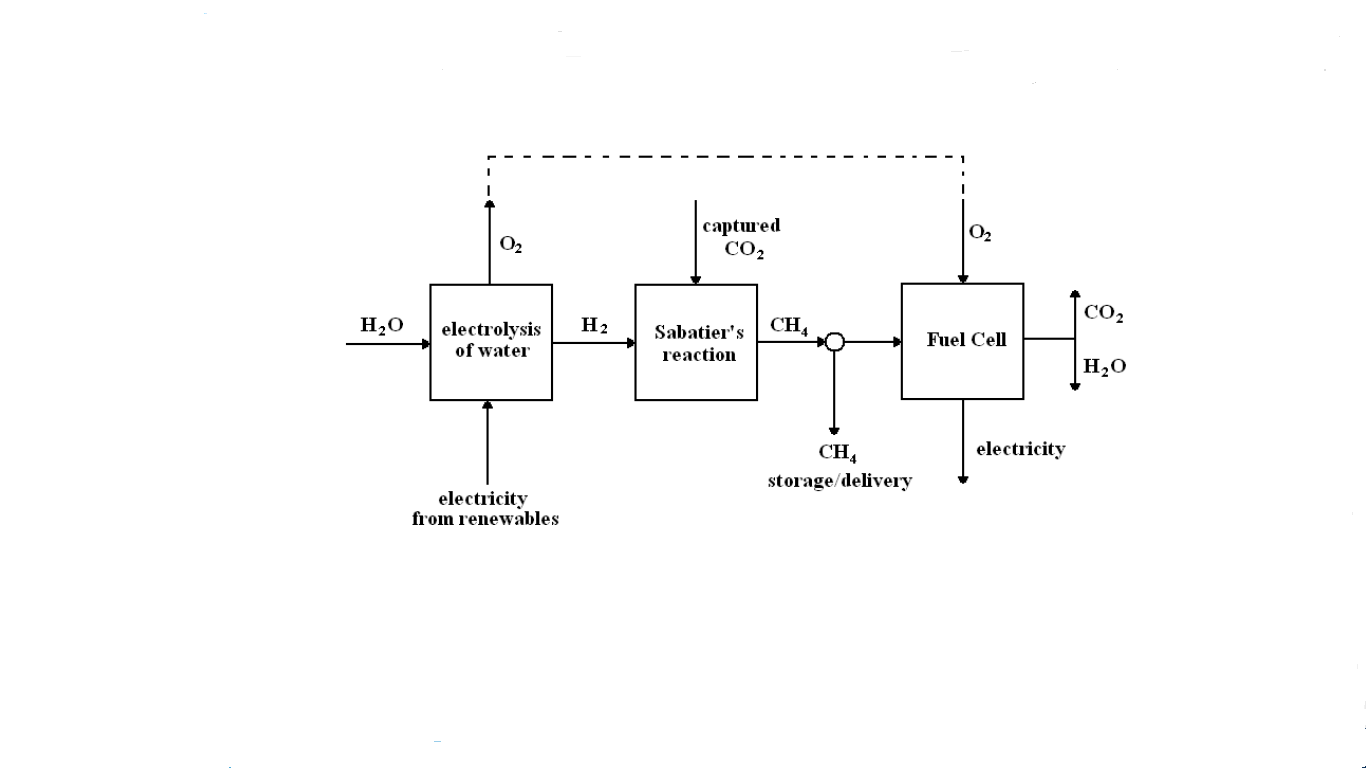 O₂
captured
CO₂
O₂
H₂O
electrolysis
of water
H₂
Sabatier's
reaction
CH₄
Fuel Cell
CO₂
H₂O
CH₄
storage/delivery
electricity
electricity
from renewables